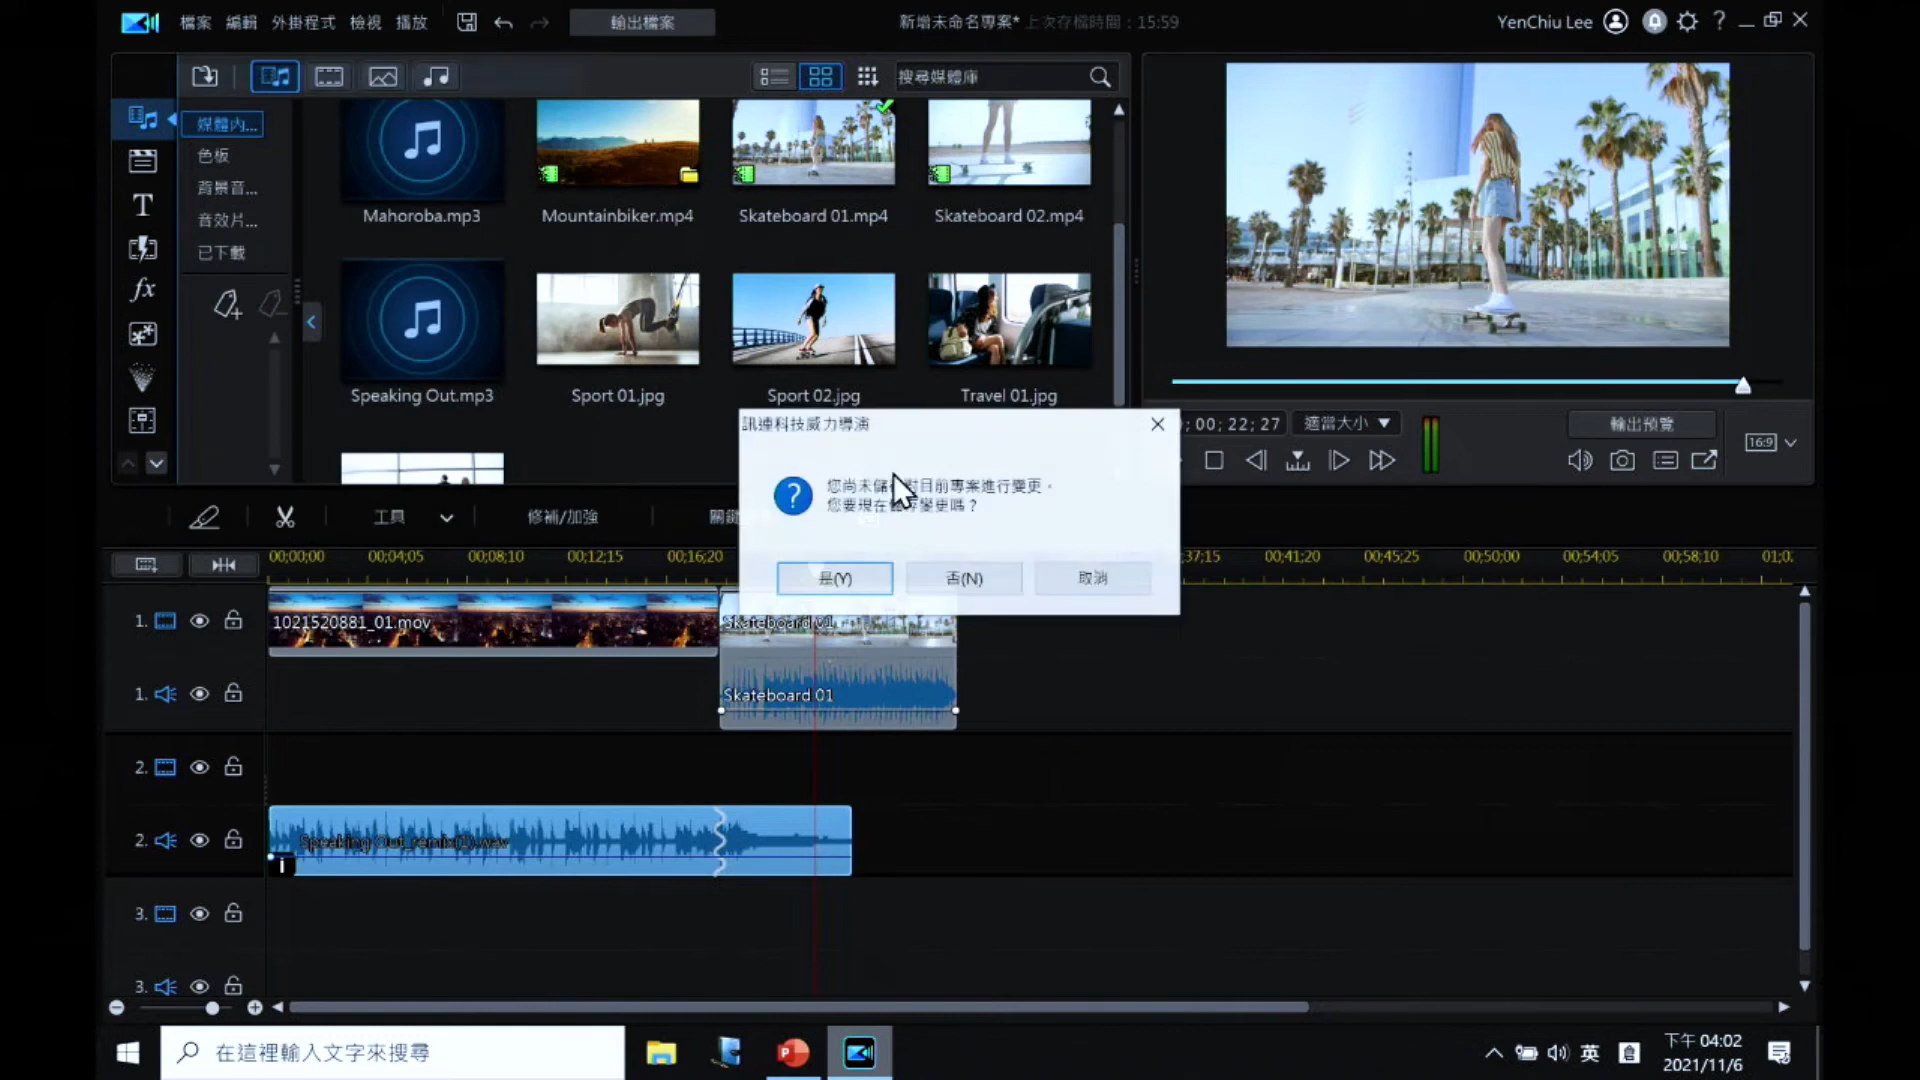 檔案 編輯 外掛程式 檢視 播放 輸出檔案 新增未命名專案* 上次存檔時間：15:59 YenChiu Lee
搜尋媒體庫
媒體內...
色板
背景音...
音效片...
已下載
Mahoroba.mp3 Mountainbiker.mp4 Skateboard 01.mp4 Skateboard 02.mp4
Speaking Out.mp3 Sport 01.jpg Sport 02.jpg Travel 01.jpg
; 00; 22; 27 適當大小 輸出預覽
16:9
訊連科技威力導演
您尚未儲 對目前專案進行變更。
您要現在儲存變更嗎？
是(Y) 否(N) 取消
工具 修補/加強 關鍵
00;00;00 00;04;05 00;08;10 00;12;15 00;16;20 37;15 00;41;20 00;45;25 00;50;00 00;54;05 00;58;10 01;0
1. 1021520881_01.mov Skateboard 01
1. Skateboard 01
2.
2. Speaking Out_remix(1).wav
3.
3.
在這裡輸入文字來搜尋
英
下午 04:02
2021/11/6